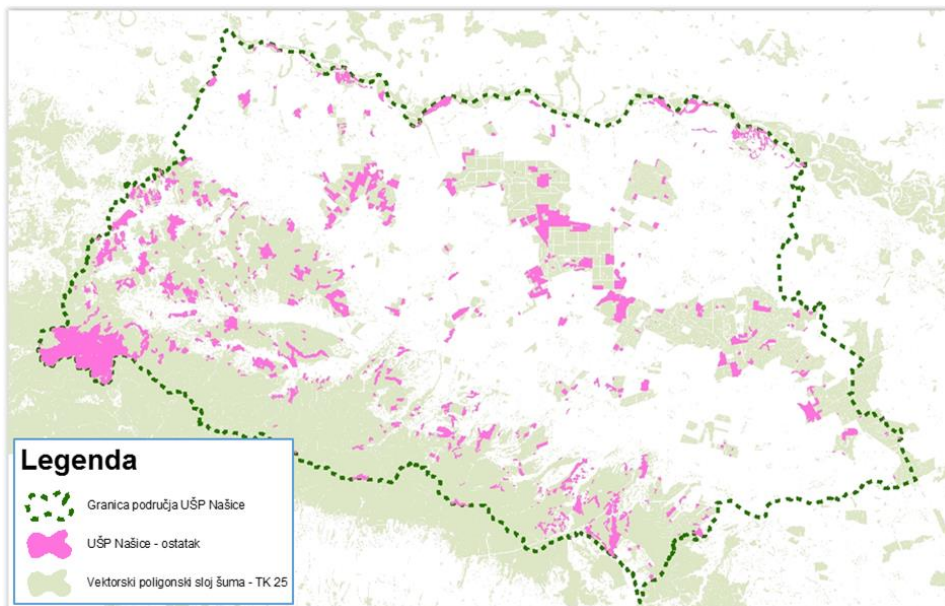 Legenda
Granica područja UŠP Našice
UŠP Našice - ostatak
Vektorski poligonski sloj šuma - TK 25